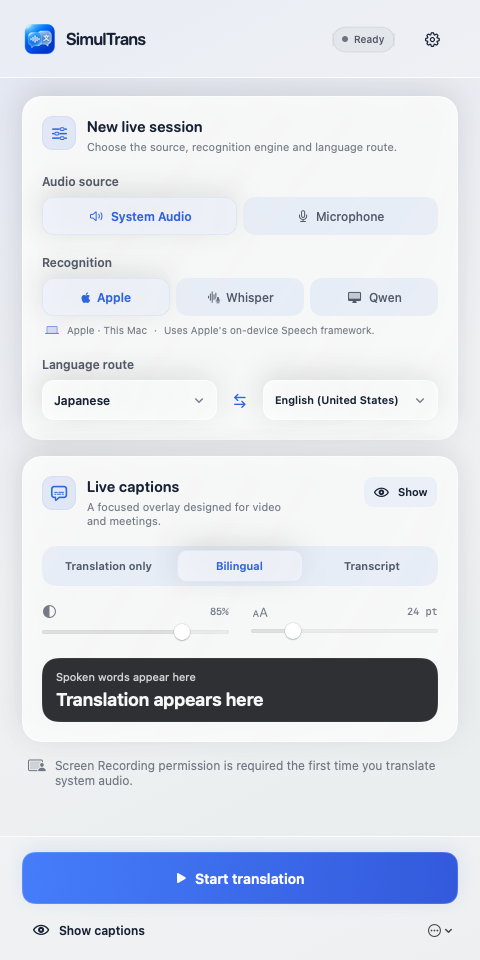 SimulTrans
Ready
New live session
Choose the source, recognition engine and language route.
Audio source
System Audio
Microphone
Recognition
Apple
Whisper
Qwen
Apple · This Mac · Uses Apple's on-device Speech framework.
Language route
Japanese
English (United States)
Live captions
A focused overlay designed for video
and meetings.
Show
Translation only
Bilingual
Transcript
85%
AA
24 pt
Spoken words appear here
Translation appears here
Screen Recording permission is required the first time you translate
system audio.
Start translation
Show captions